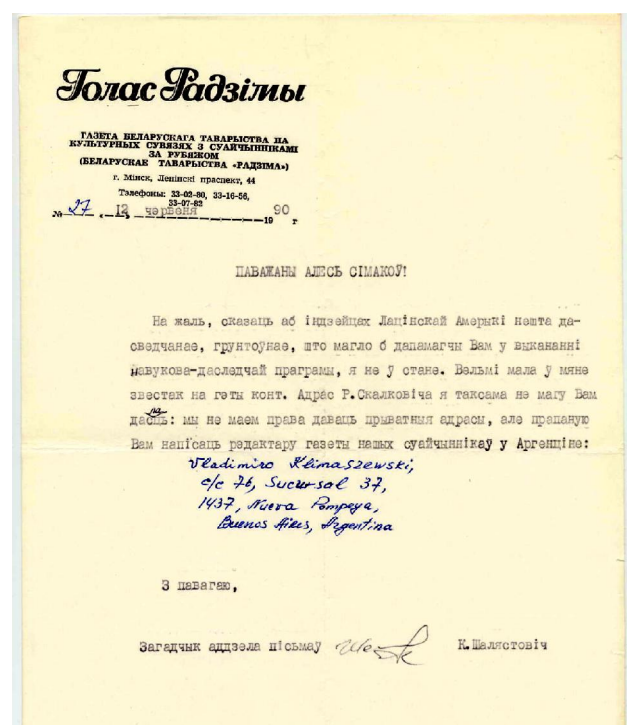 Голас Радзімы
ГАЗЕТА БЕЛАРУСКАГА ТАВАРЫСТВА ПА
КУЛЬТУРНЫХ СУВЯЗЯХ З СУАЙЧЫННІКАМІ
ЗА РУБЯЖОМ
(БЕЛАРУСКАЕ ТАВАРЫСТВА «РАДЗІМА»)
г. Мінск, Ленінскі праспект, 44
Тэлефоны: 33-02-80, 33-16-56,
33-07-82
№ 27 „12„ червеня 1990 г
ПАВАЖАНЫ АЛЕСЬ СІМАКОЎ!
На жаль, сказаць аб індзейцах Лацінскай Амерыкі нешта да-
сведчанае, грунтоўнае, што магло б дапамагчы Вам у выкананні
навукова-даследчай праграмы, я не ў стане. Вельмі мала ў мяне
звестак на гэты конт. Адрас Р.Скалковіча я таксама не магу Вам
даць: мы не маем права даваць прыватныя адрасы, але прапаную
Вам напісаць рэдактару газеты нашых суайчыннікаў у Аргенціне:
Vladimiro Klimaszewski,
c/c 76, Sucursal 37,
1437, Nueva Pompeya,
Buenos Aires, Argentina
З павагаю,
Загадчык аддзела пісьмаў К.Шалястовіч